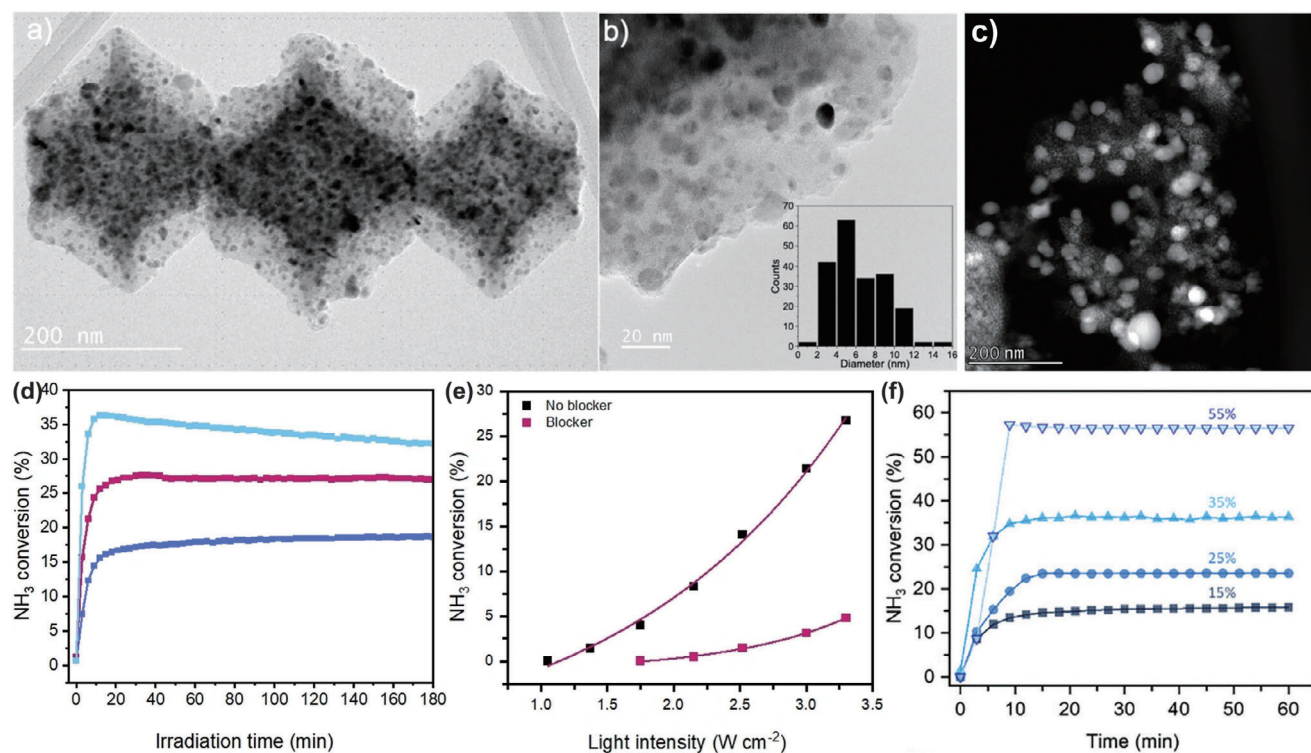 a)
200 nm
b)
20 nm
Counts
70
60
50
40
30
20
10
0
0 2 4 6 8 10 12 14 16
Diameter (nm)
c)
200 nm
(d)
NH₃ conversion (%)
40
35
30
25
20
15
10
5
0
0 20 40 60 80 100 120 140 160 180
Irradiation time (min)
(e)
NH₃ conversion (%)
30
25
20
15
10
5
0
No blocker
Blocker
1.0 1.5 2.0 2.5 3.0 3.5
Light intensity (W cm⁻²)
(f)
NH₃ conversion (%)
60
50
40
30
20
10
0
55%
35%
25%
15%
0 10 20 30 40 50 60
Time (min)